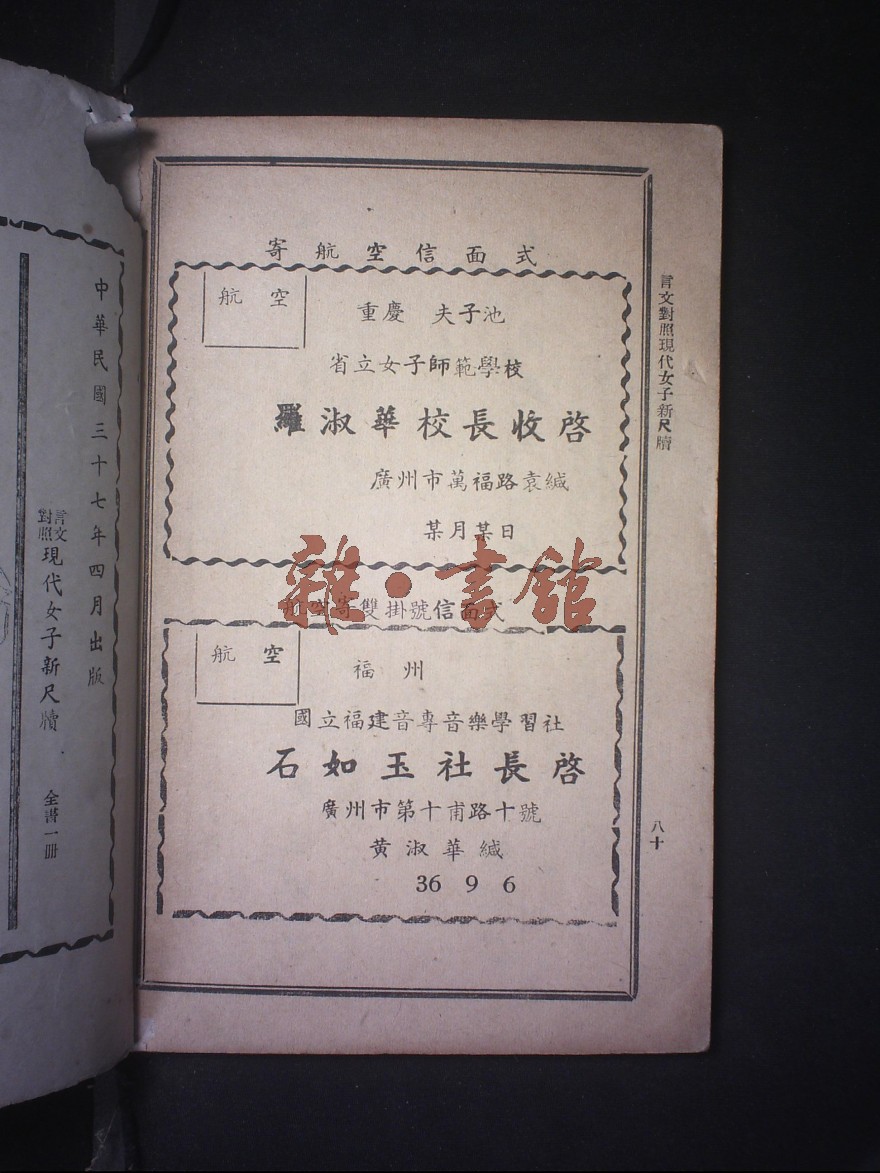 寄航空信面式
航空
重慶 夫子池
省立女子師範學校
羅淑華校長收啓
廣州市萬福路袁緘
某月某日
航空寄雙掛號信面式
航空
福州
國立福建音專音樂學習社
石如玉社長啓
廣州市第十甫路十號
黄淑華緘
36 9 6
言文對照現代女子新尺牘
八十
中華民國三十七年四月出版
言文對照現代女子新尺牘 全書一册
雜·書館